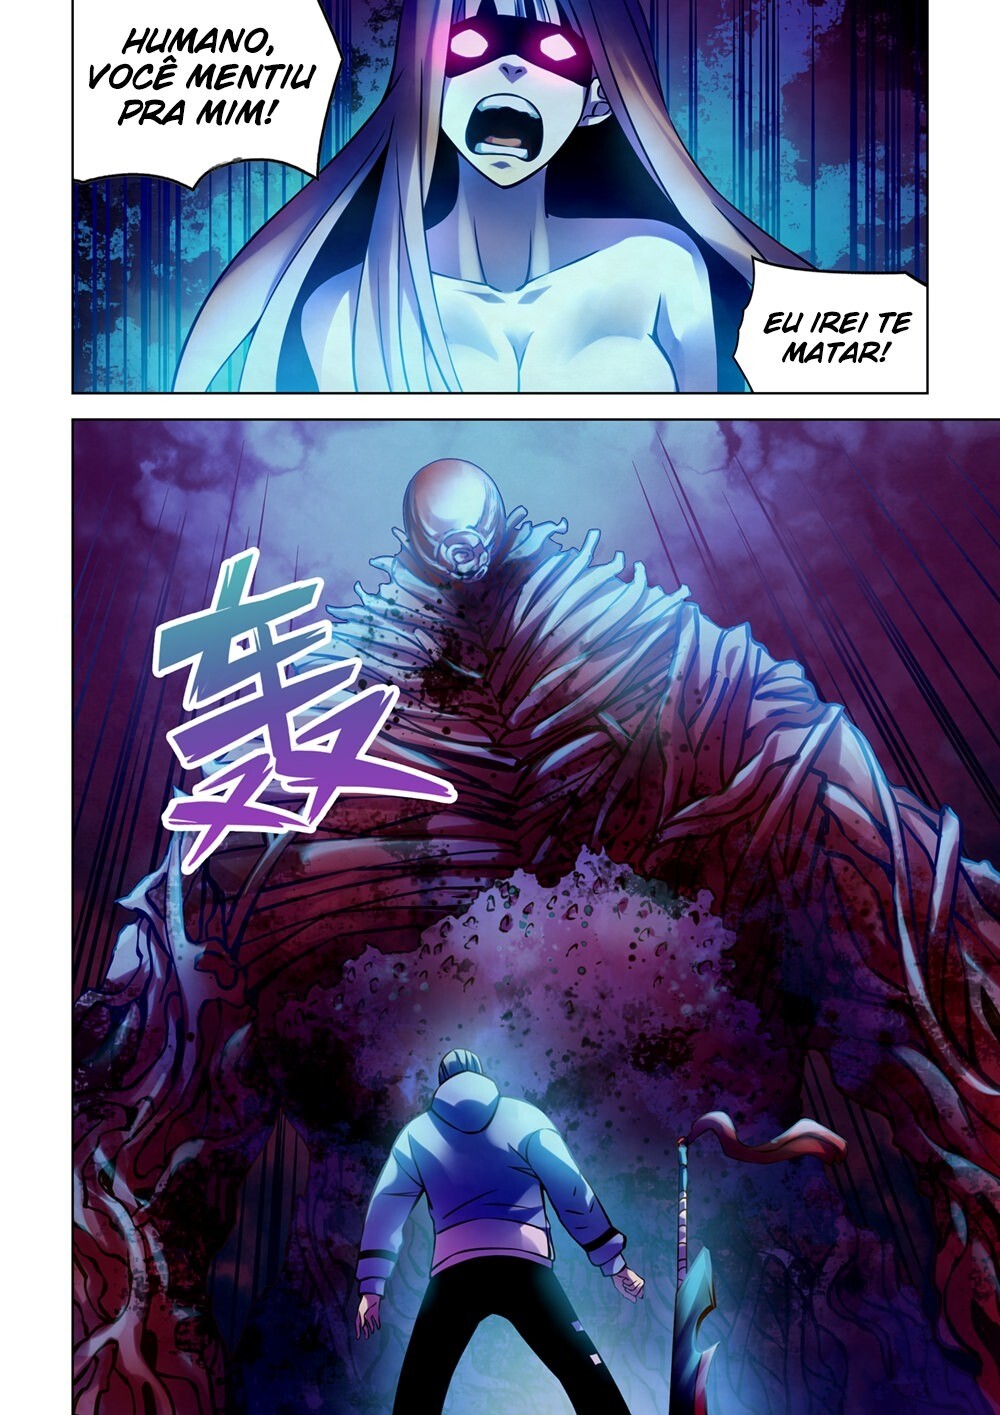 HUMANO,
VOCÊ MENTIU
PRA MIM!
EU IREI TE
MATAR!
轰